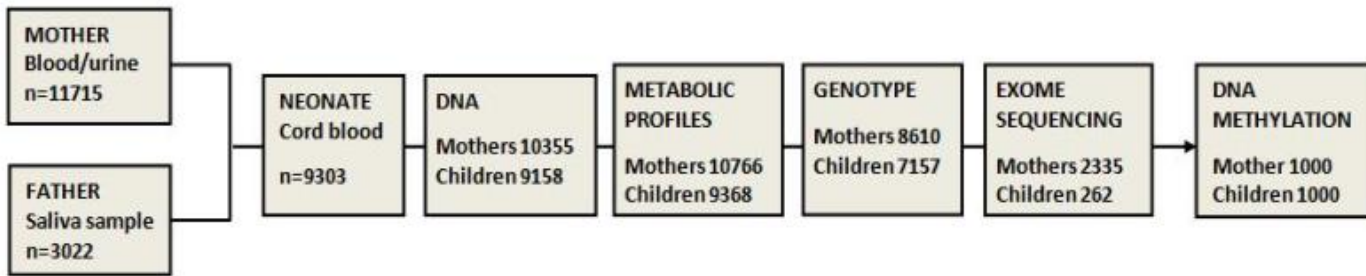 MOTHER
Blood/urine
n=11715
FATHER
Saliva sample
n=3022
NEONATE
Cord blood
n=9303
DNA
Mothers 10355
Children 9158
METABOLIC
PROFILES
Mothers 10766
Children 9368
GENOTYPE
Mothers 8610
Children 7157
EXOME
SEQUENCING
Mothers 2335
Children 262
DNA
METHYLATION
Mother 1000
Children 1000